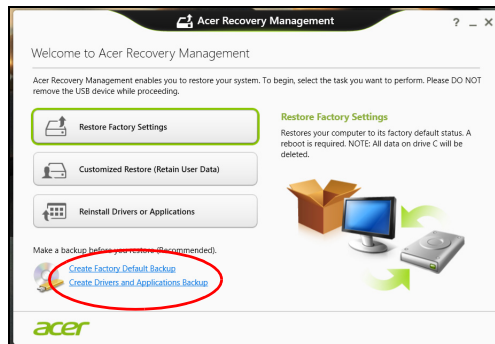 Acer Recovery Management
? _ X
Welcome to Acer Recovery Management
Acer Recovery Management enables you to restore your system. To begin, select the task you want to perform. Please DO NOT
remove the USB device while proceeding.
Restore Factory Settings
Customized Restore (Retain User Data)
Reinstall Drivers or Applications
Restore Factory Settings
Restores your computer to its factory default status. A
reboot is required. NOTE: All data on drive C will be
deleted.
Make a backup before you restore (Recommended).
Create Factory Default Backup
Create Drivers and Applications Backup
acer